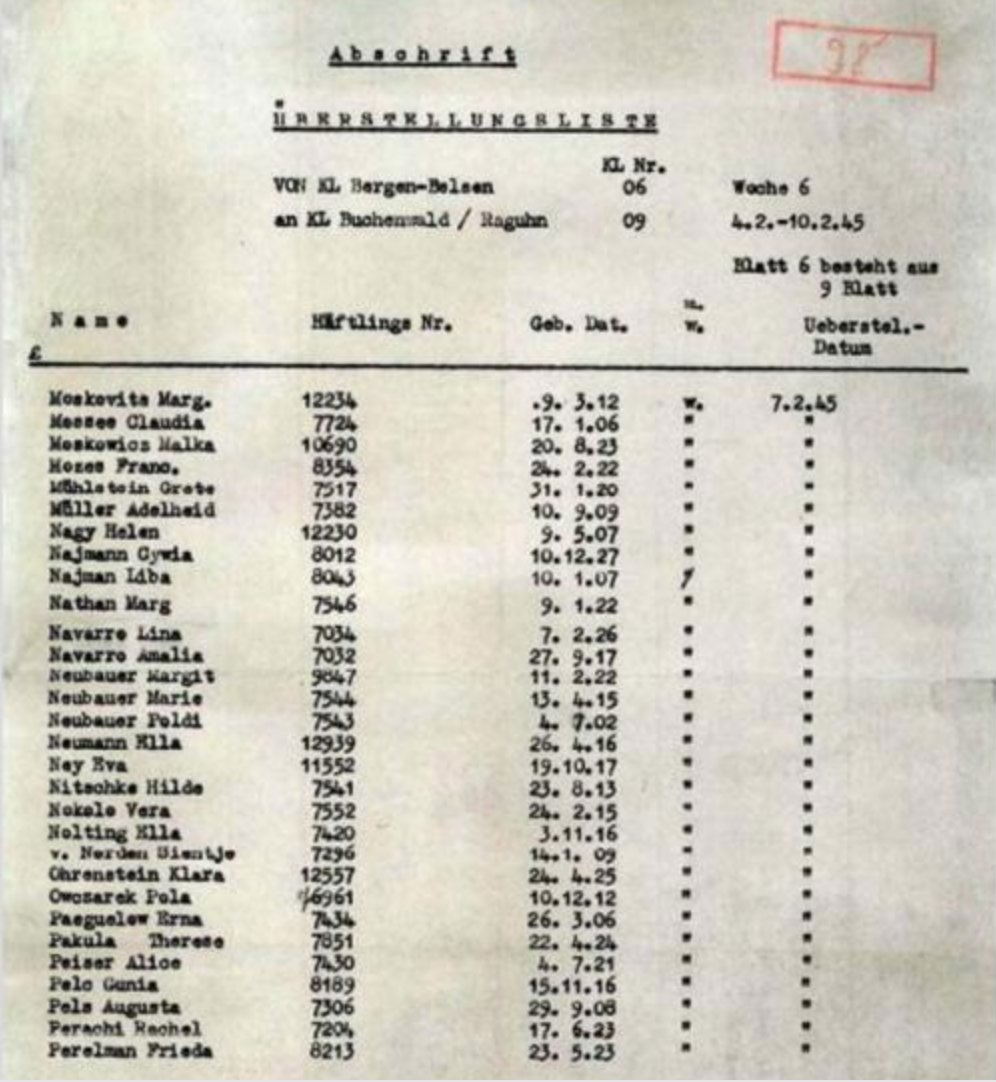 Abschrift
ÜBERSTELLUNGSLISTE
KL Nr.
VON KL Bergen-Belsen 06 Woche 6
an KL Buchenwald / Raguhn 09 4.2.-10.2.45
Blatt 6 besteht aus
9 Blatt
m.
Name Häftlings Nr. Geb. Dat. w. Ueberstel.-
Datum
£
Moskovits Marg. 12234 .9. 3.12 w. 7.2.45
Messee Claudia 7724 17. 1.06 " "
Moskowicz Malka 10690 20. 8.23 " "
Mozes Franc. 8354 24. 2.22 " "
Mühlstein Grete 7517 31. 1.20 " "
Müller Adelheid 7382 10. 9.09 " "
Nagy Helen 12230 9. 5.07 " "
Najmann Cywia 8012 10.12.27 " "
Najman Liba 8043 10. 1.07 "
Nathan Marg 7546 9. 1.22 " "
Navarro Lina 7034 7. 2.26 " "
Navarro Amalia 7032 27. 9.17 " "
Neubauer Margit 9847 11. 2.22 " "
Neubauer Marie 7544 13. 4.15 " "
Neubauer Poldi 7543 4. 7.02 " "
Neumann Ella 12939 26. 4.16 " "
Ney Eva 11552 19.10.17 " "
Nitschke Hilde 7541 23. 8.13 " "
Vera 7552 24. 2.15 " "
Nolting Ella 7420 3.11.16 " "
v. Norden Sientje 7296 14.1. 09 " "
Ohrenstein Klara 12557 24. 4.25 " "
Owczarek Pola 6961 10.12.12 " "
Paeguelew Erna 7434 26. 3.06 " "
Pakula Therese 7851 22. 4.24 " "
Peiser Alice 7430 4. 7.21 " "
Pelc Gunia 8189 15.11.16 " "
Pels Augusta 7306 29. 9.08 " "
Perachi Rachel 7204 17. 6.23 " "
Perelman Frieda 8213 23. 5.23 " "